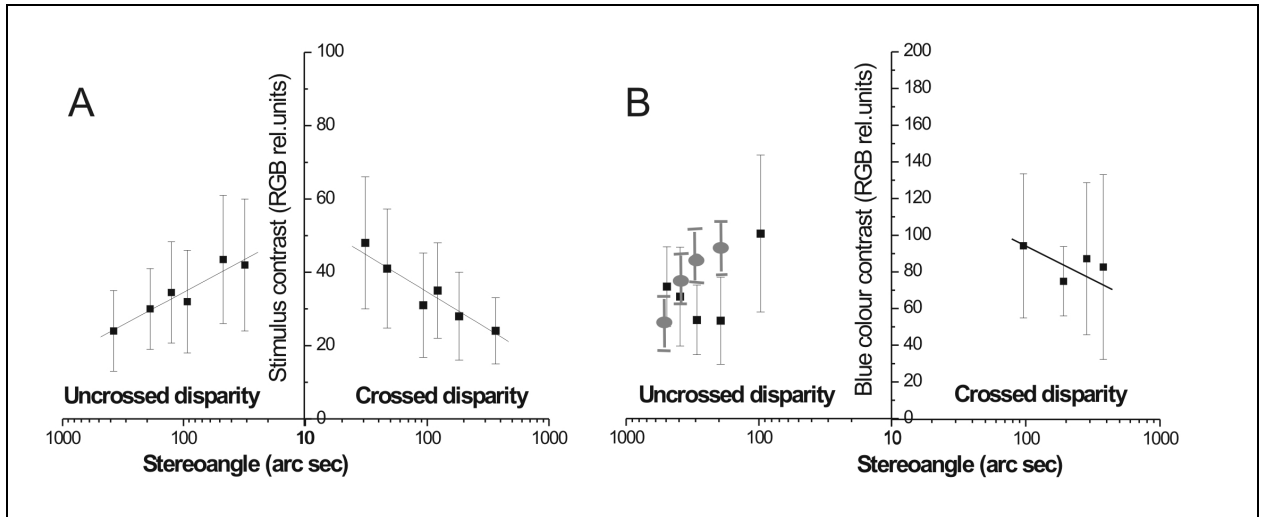 A
Stimulus contrast (RGB rel.units)
100
80
60
40
20
0
Uncrossed disparity
Crossed disparity
1000
100
10
100
1000
Stereoangle (arc sec)
B
Blue colour contrast (RGB rel.units)
200
180
160
140
120
100
80
60
40
20
0
Uncrossed disparity
Crossed disparity
1000
100
10
100
1000
Stereoangle (arc sec)